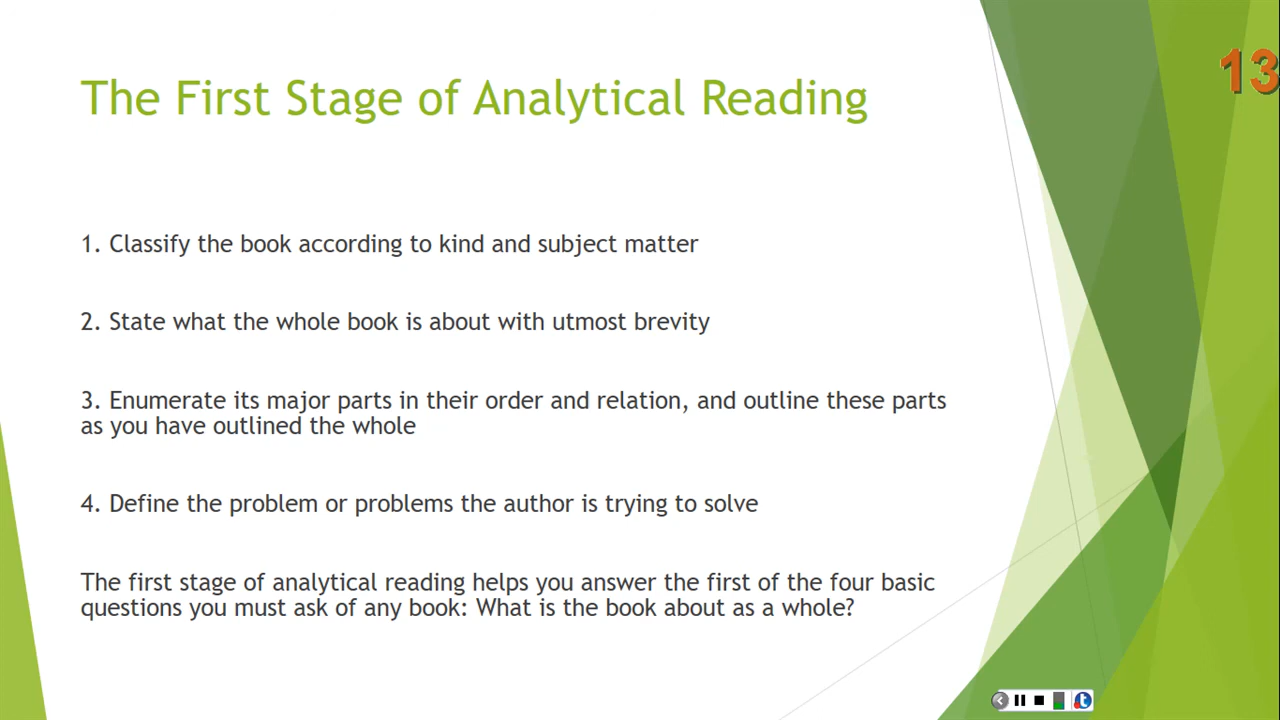 The First Stage of Analytical Reading
13
1. Classify the book according to kind and subject matter
2. State what the whole book is about with utmost brevity
3. Enumerate its major parts in their order and relation, and outline these parts
as you have outlined the whole
4. Define the problem or problems the author is trying to solve
The first stage of analytical reading helps you answer the first of the four basic
questions you must ask of any book: What is the book about as a whole?
t